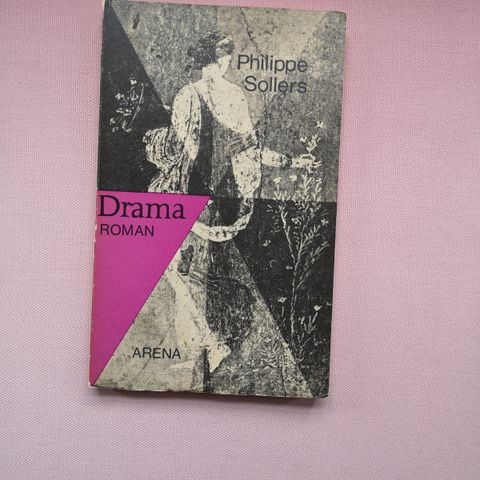 Philippe
Sollers
Drama
ROMAN
ARENA